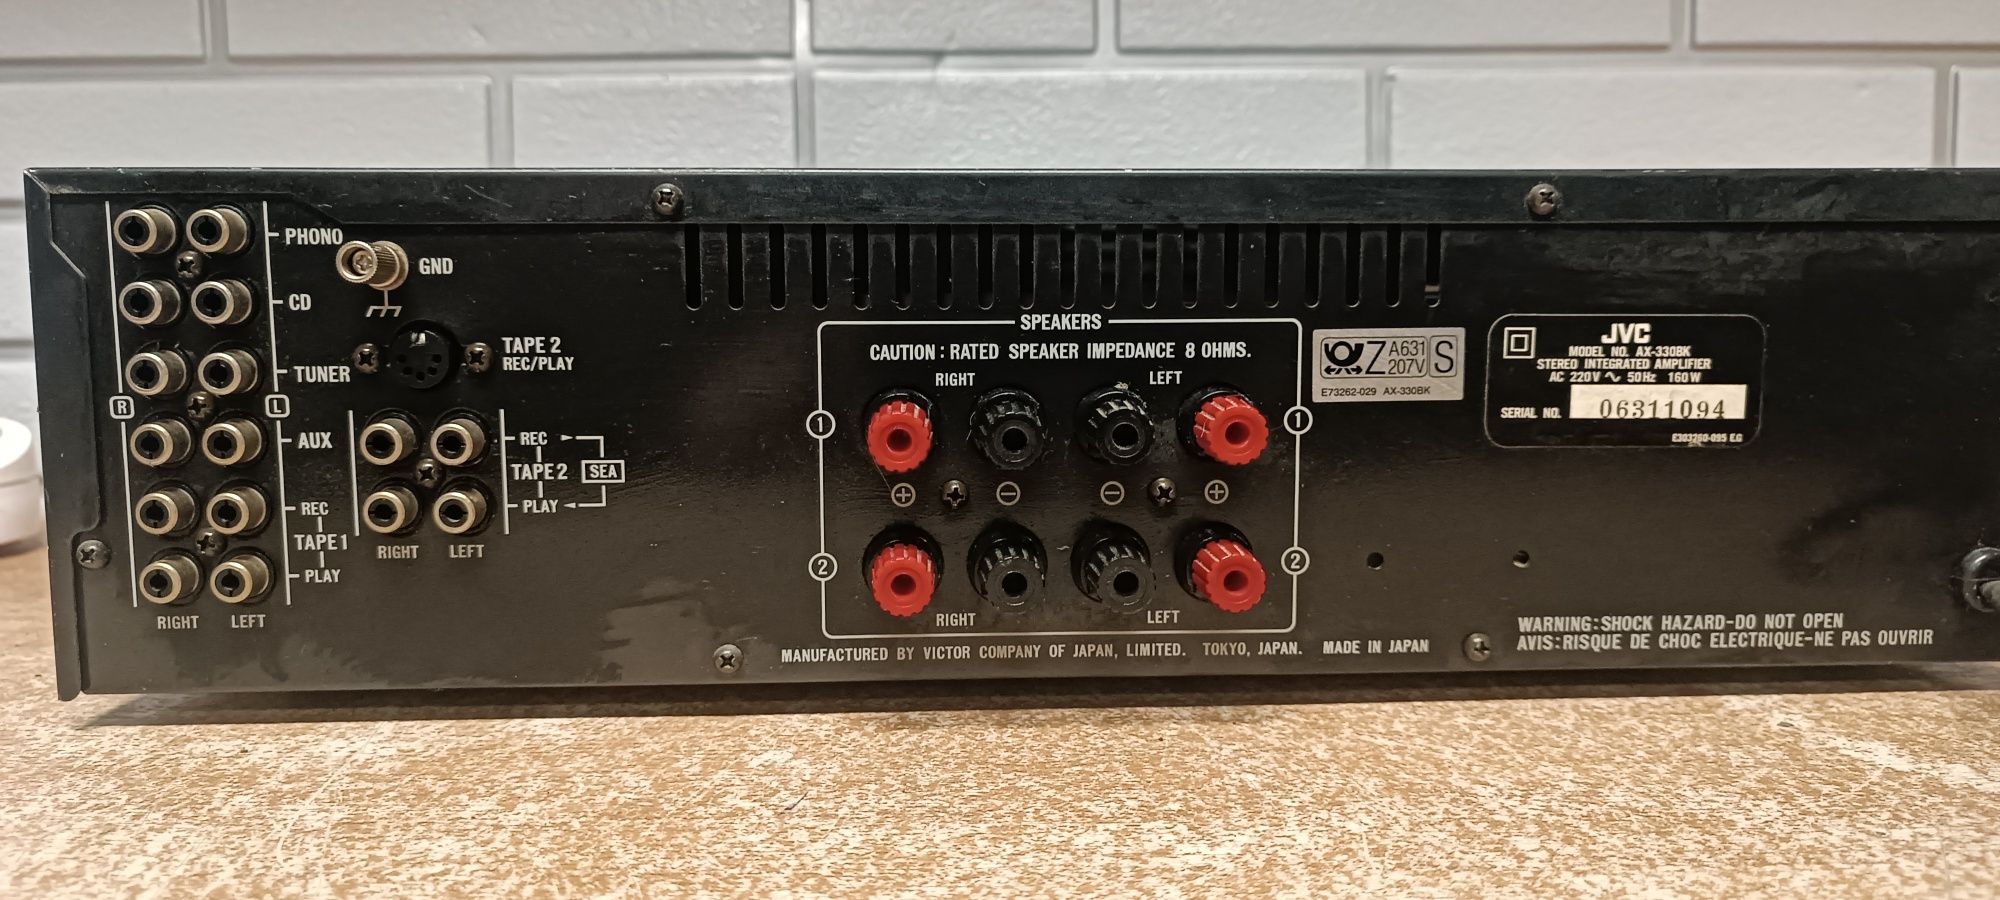 PHONO
GND
CD
TAPE 2
REC/PLAY
TUNER
R
L
AUX
REC
TAPE 2
SEA
PLAY
RIGHT LEFT
REC
TAPE 1
PLAY
RIGHT LEFT
SPEAKERS
CAUTION : RATED SPEAKER IMPEDANCE 8 OHMS.
RIGHT LEFT
1 1
+ − − +
2 2
RIGHT LEFT
MANUFACTURED BY VICTOR COMPANY OF JAPAN, LIMITED. TOKYO, JAPAN. MADE IN JAPAN
Z A631 S
207V
E73262-029 AX-330BK
JVC
MODEL NO. AX-330BK
STEREO INTEGRATED AMPLIFIER
AC 220V ~ 50Hz 160W
SERIAL NO. 06311094
E303260-095 EG
WARNING: SHOCK HAZARD-DO NOT OPEN
AVIS: RISQUE DE CHOC ELECTRIQUE-NE PAS OUVRIR